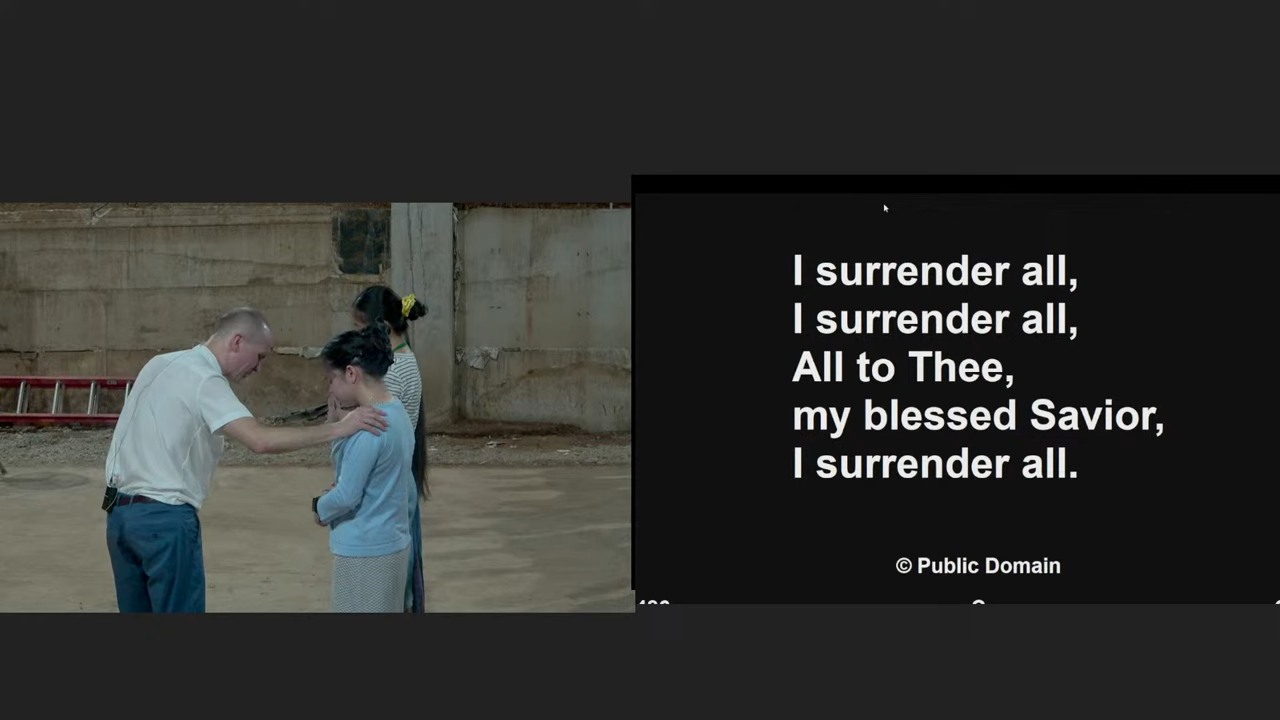 I surrender all,
I surrender all,
All to Thee,
my blessed Savior,
I surrender all.
© Public Domain